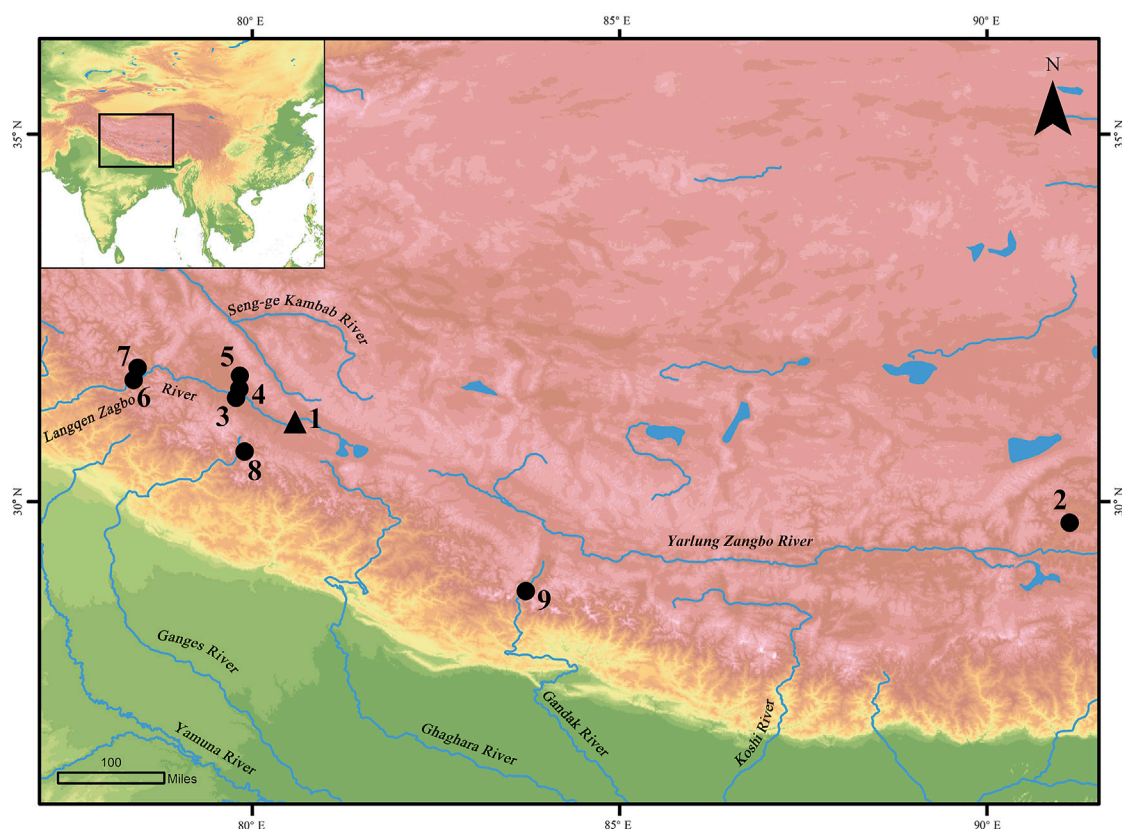 80° E
85° E
90° E
N
35° N
35° N
Seng-ge Kambab River
7
5
6
4
3
1
Langqen Zagbo River
8
30° N
30° N
2
Yarlung Zangbo River
9
Ganges River
Gandak River
Koshi River
Yamuna River
Ghaghara River
100
Miles
80° E
85° E
90° E